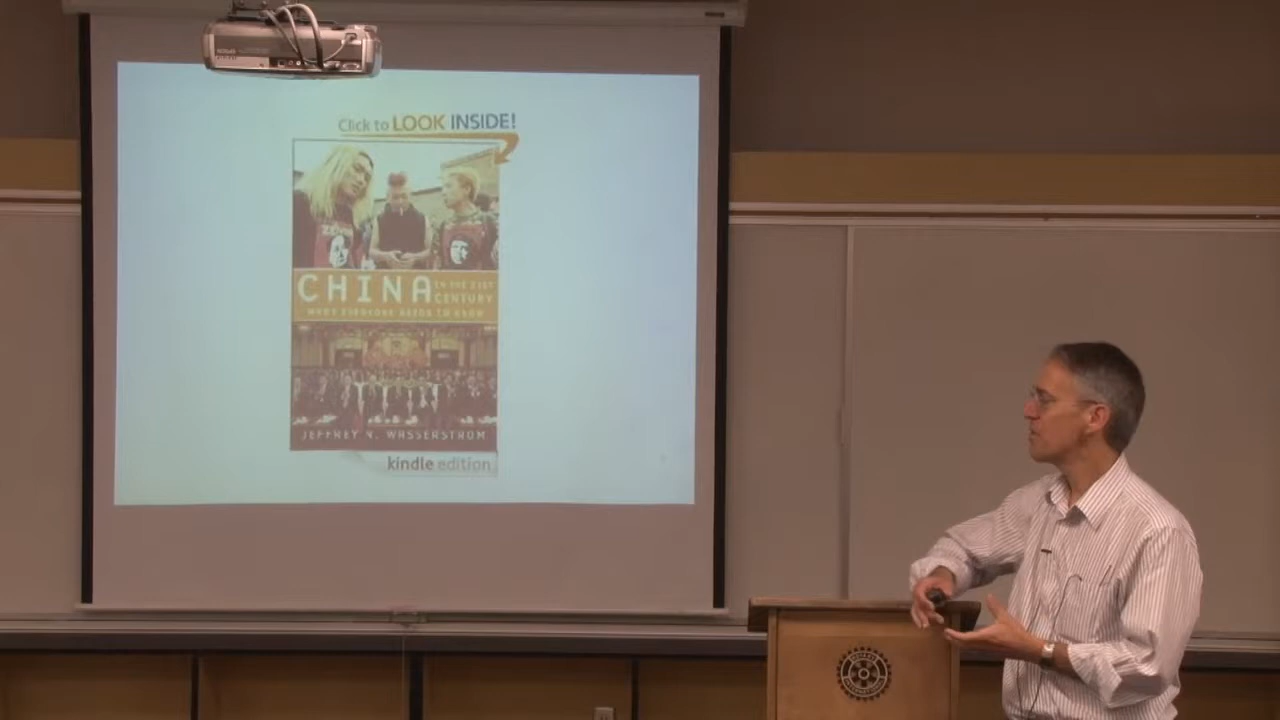 Click to LOOK INSIDE!
CHINA IN THE 21ST CENTURY
WHAT EVERYONE NEEDS TO KNOW
JEFFREY N. WASSERSTROM
kindle edition